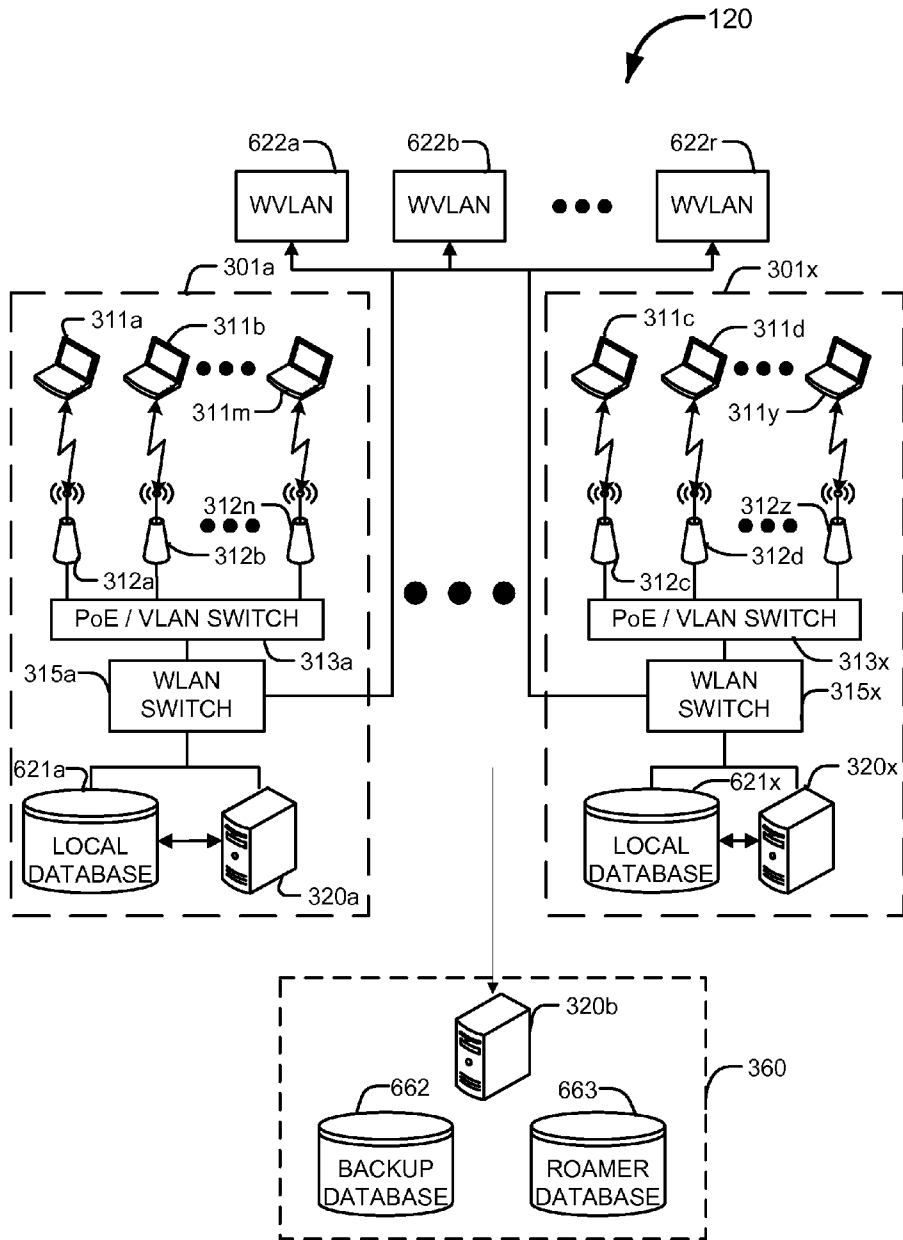 120
622a
622b
622r
WVLAN
WVLAN
WVLAN
301a
301x
311a
311b
311m
311c
311d
311y
312n
312b
312a
312z
312d
312c
PoE / VLAN SWITCH
PoE / VLAN SWITCH
313a
313x
315a
WLAN
SWITCH
WLAN
SWITCH
315x
621a
LOCAL
DATABASE
320a
621x
320x
LOCAL
DATABASE
320b
360
662
663
BACKUP
DATABASE
ROAMER
DATABASE